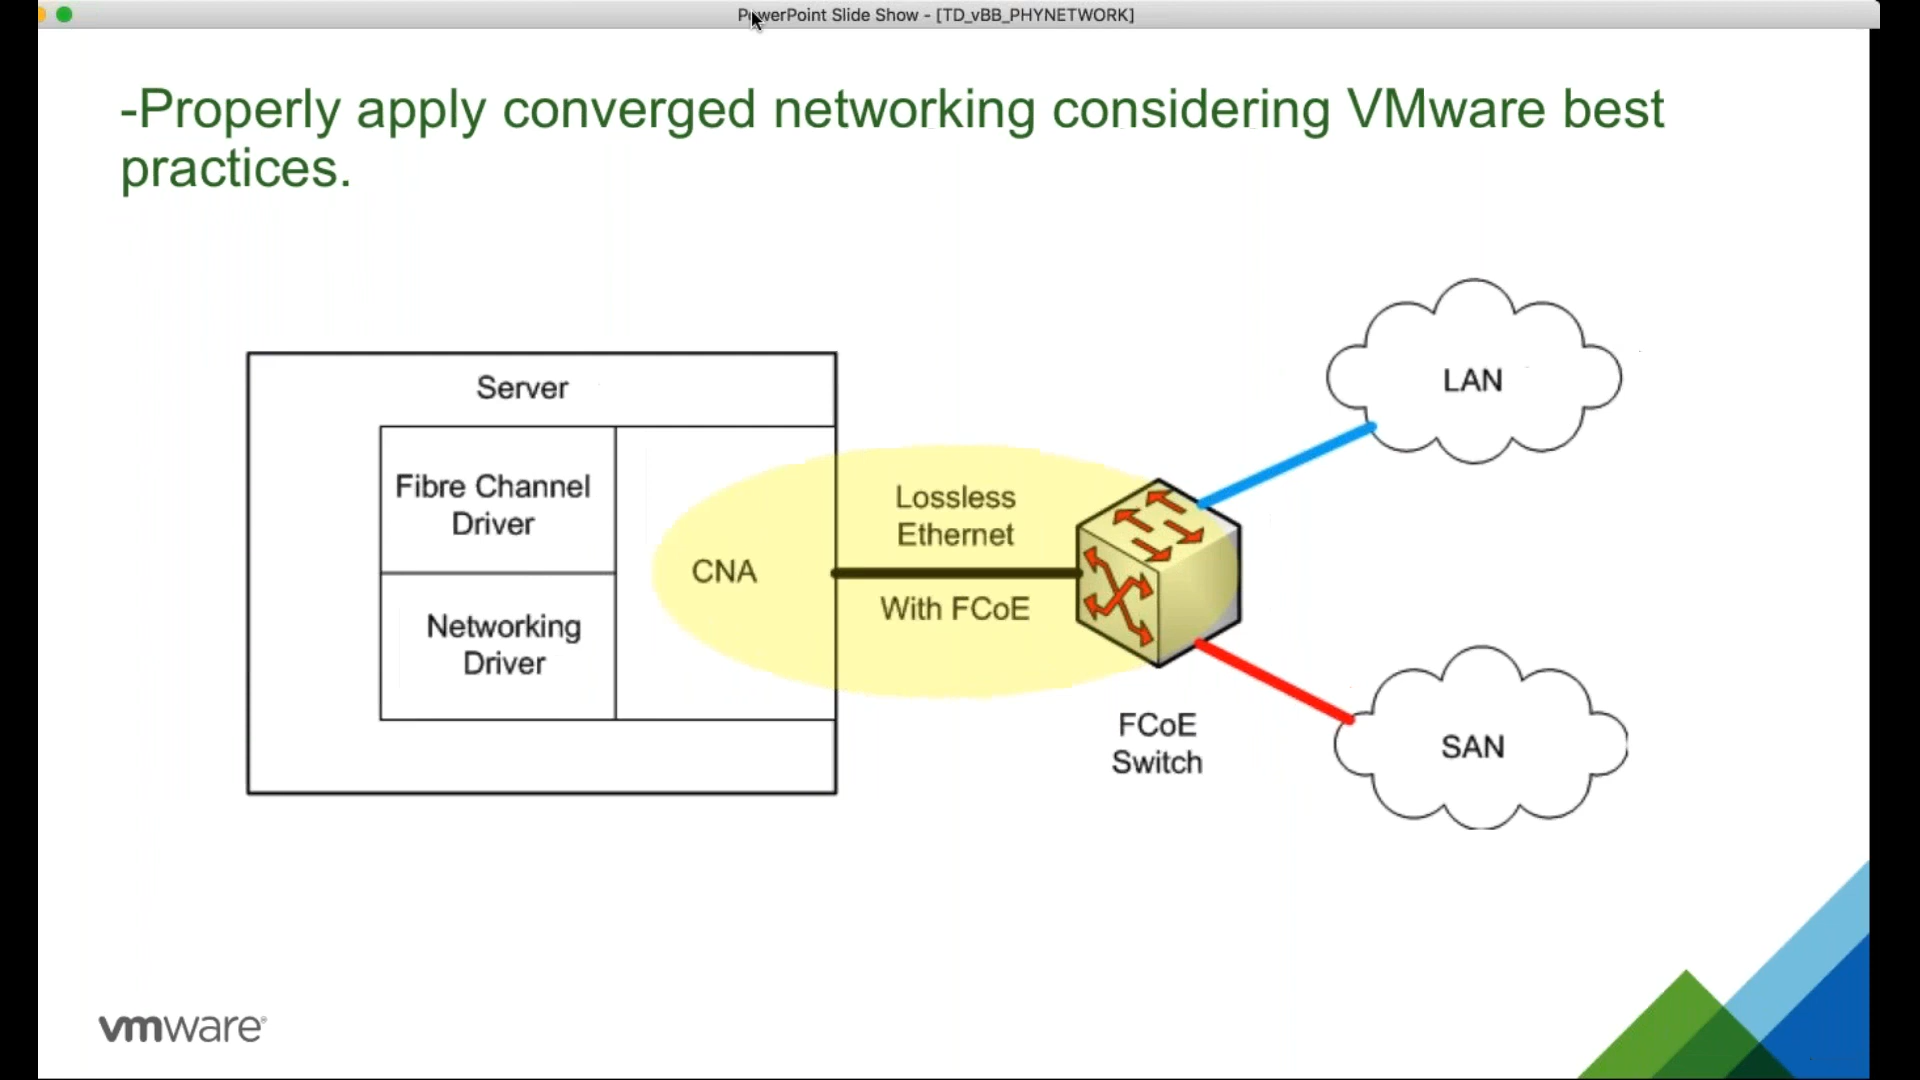 PowerPoint Slide Show - [TD_vBB_PHYNETWORK]
-Properly apply converged networking considering VMware best
practices.
Server
Fibre Channel
Driver
Networking
Driver
CNA
Lossless
Ethernet
With FCoE
FCoE
Switch
LAN
SAN
vmware®